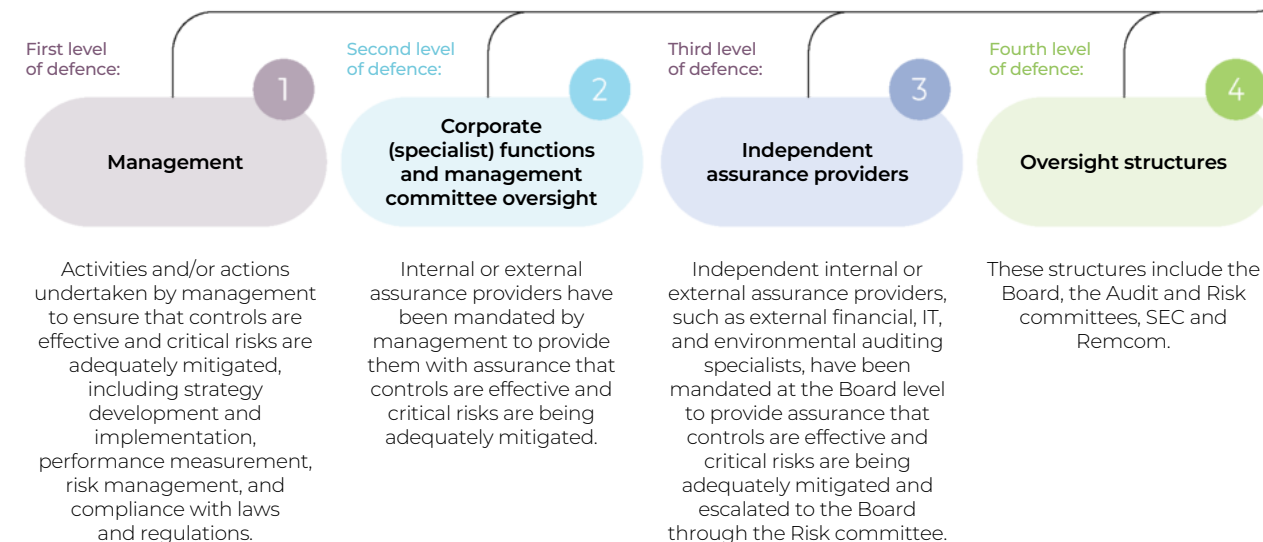 First level
of defence:
1
Management
Activities and/or actions
undertaken by management
to ensure that controls are
effective and critical risks are
adequately mitigated,
including strategy
development and
implementation,
performance measurement,
risk management, and
compliance with laws
and regulations.
Second level
of defence:
2
Corporate
(specialist) functions
and management
committee oversight
Internal or external
assurance providers have
been mandated by
management to provide
them with assurance that
controls are effective and
critical risks are being
adequately mitigated.
Third level
of defence:
3
Independent
assurance providers
Independent internal or
external assurance providers,
such as external financial, IT,
and environmental auditing
specialists, have been
mandated at the Board level
to provide assurance that
controls are effective and
critical risks are being
adequately mitigated and
escalated to the Board
through the Risk committee.
Fourth level
of defence:
4
Oversight structures
These structures include the
Board, the Audit and Risk
committees, SEC and
Remcom.